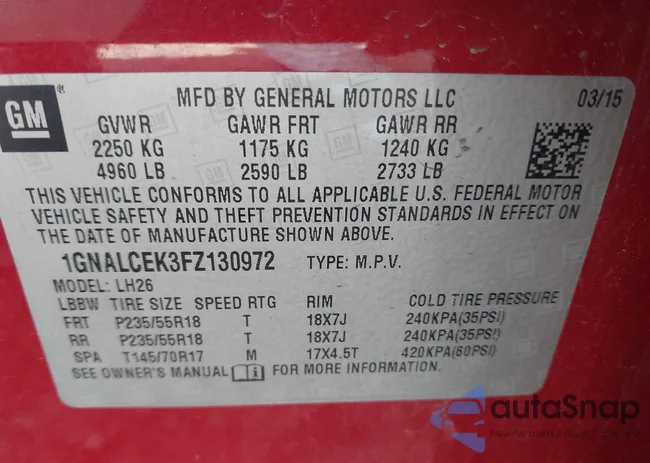 GM
MFD BY GENERAL MOTORS LLC 03/15
GVWR GAWR FRT GAWR RR
2250 KG 1175 KG 1240 KG
4960 LB 2590 LB 2733 LB
THIS VEHICLE CONFORMS TO ALL APPLICABLE U.S. FEDERAL MOTOR
VEHICLE SAFETY AND THEFT PREVENTION STANDARDS IN EFFECT ON
THE DATE OF MANUFACTURE SHOWN ABOVE.
1GNALCEK3FZ130972 TYPE: M.P.V.
MODEL: LH26
LBBW TIRE SIZE SPEED RTG RIM COLD TIRE PRESSURE
FRT P235/55R18 T 18X7J 240KPA(35PSI)
RR P235/55R18 T 18X7J 240KPA(35PSI)
SPA T145/70R17 M 17X4.5T 420KPA(60PSI)
SEE OWNER'S MANUAL FOR MORE INFORMATION.
autaSnap